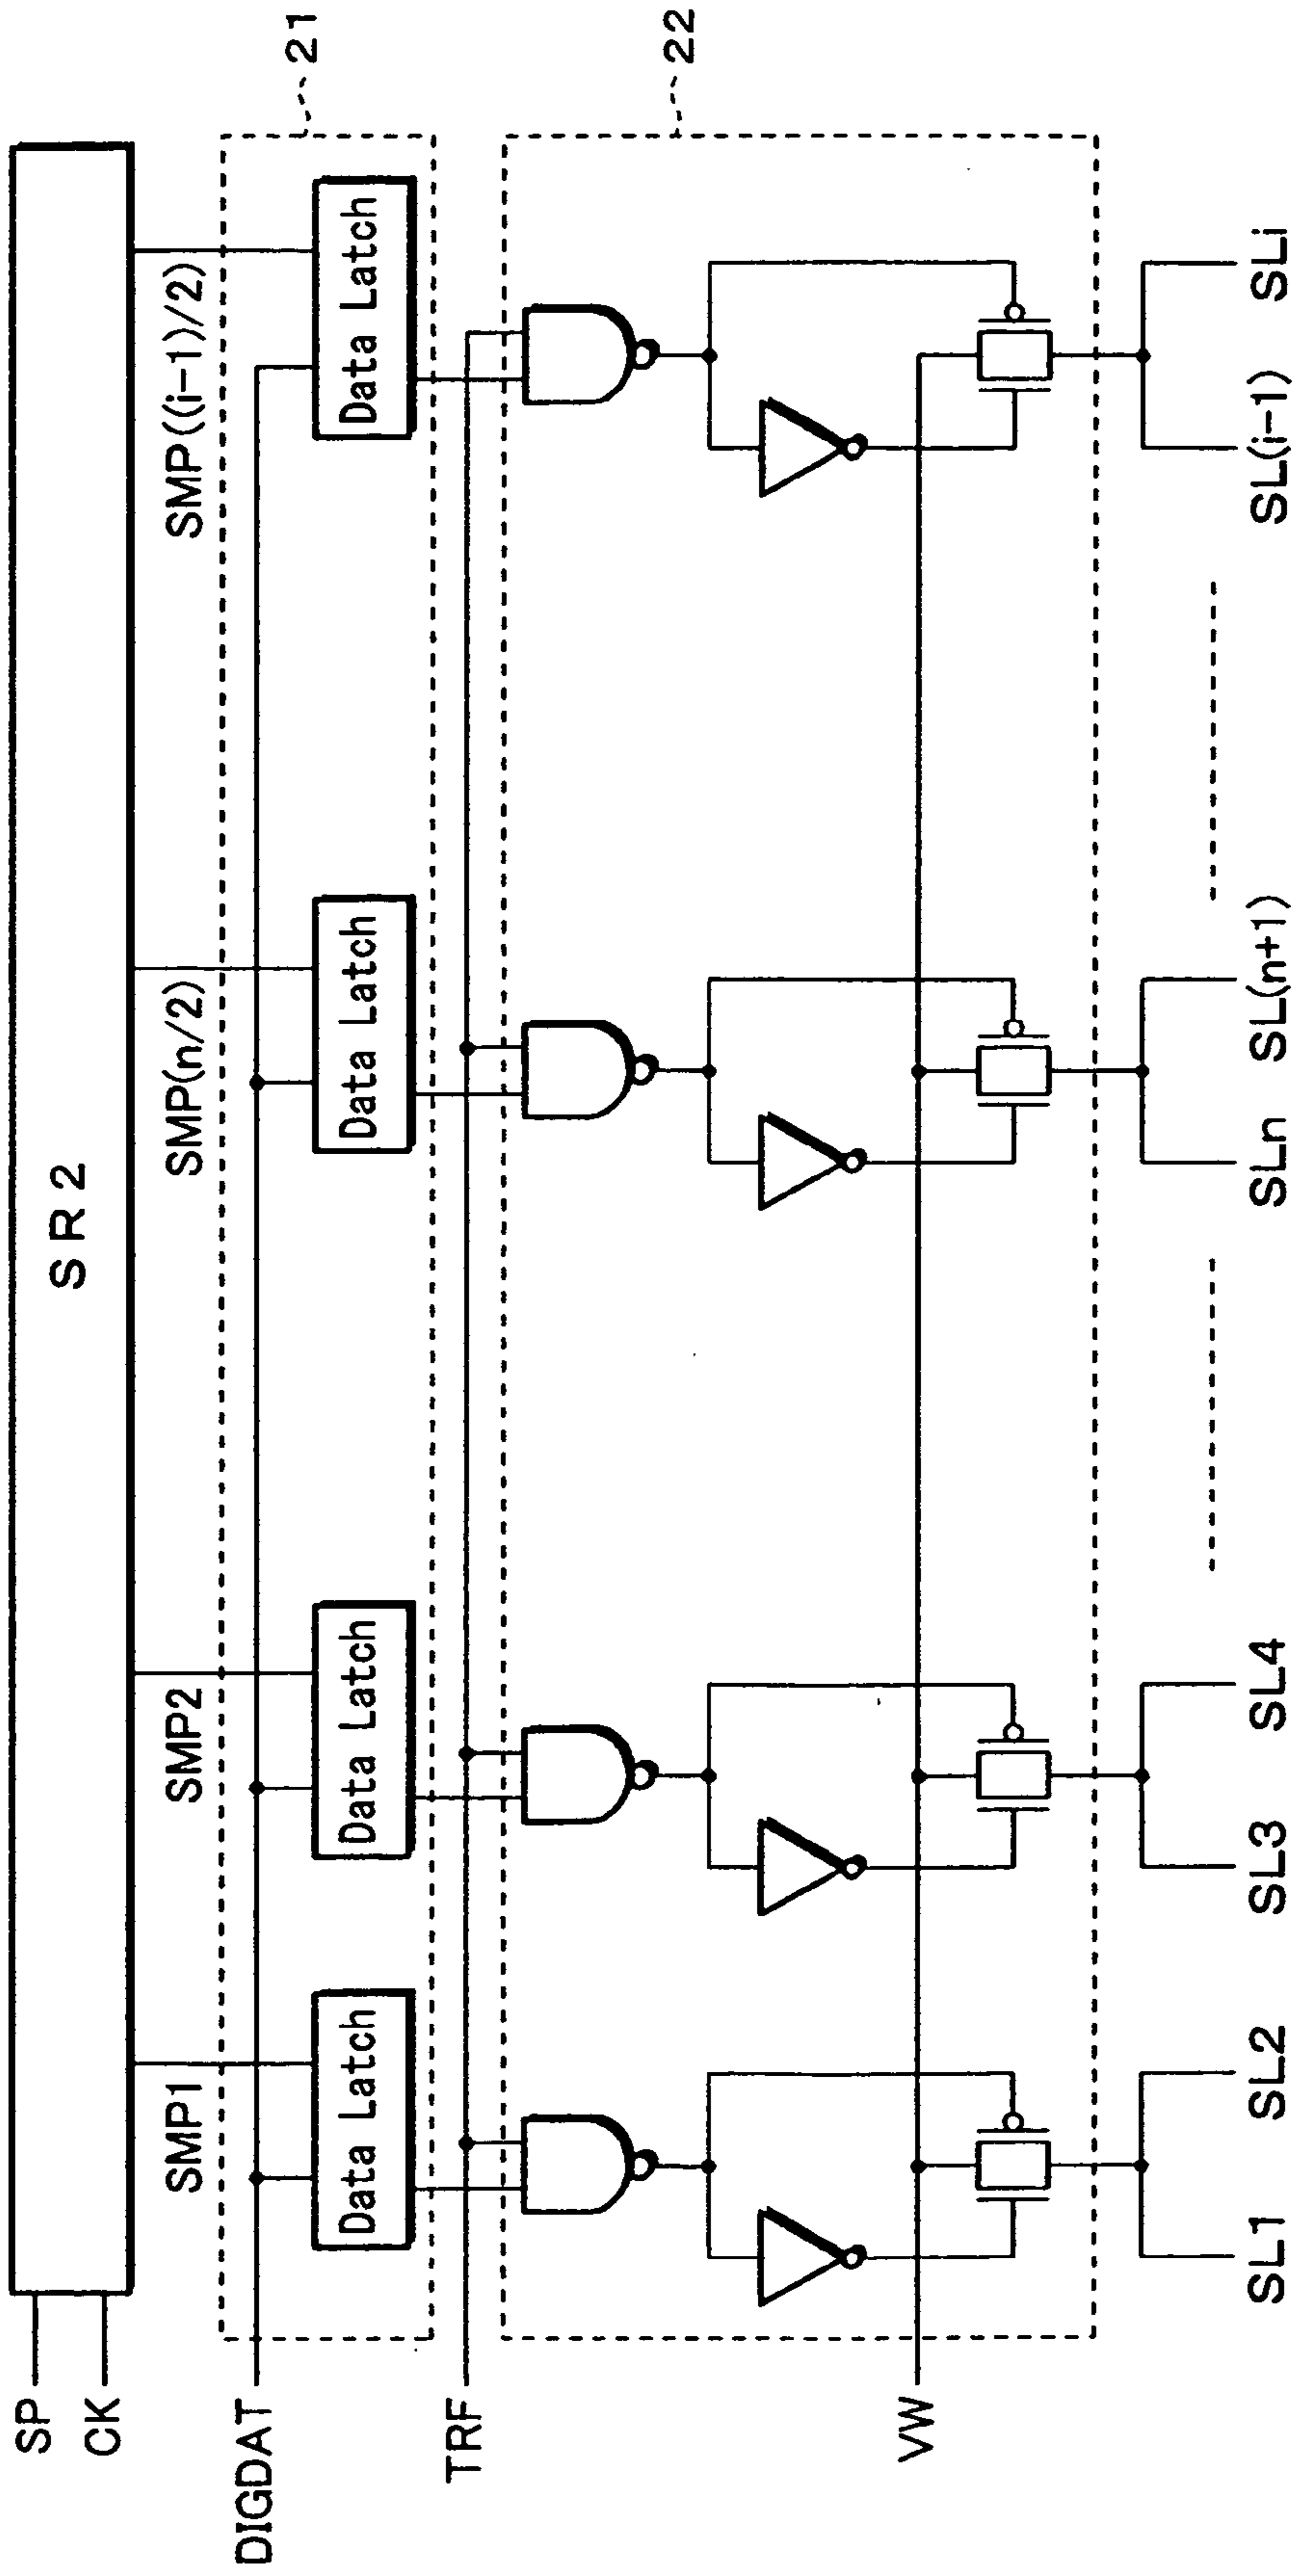 SP
CK
SR2
SMP1
SMP2
SMP(n/2)
SMP((i-1)/2)
DIGDAT
Data Latch
Data Latch
Data Latch
Data Latch
21
TRF
22
VW
SL1
SL2
SL3
SL4
SLn
SL(n+1)
SL(i-1)
SLi